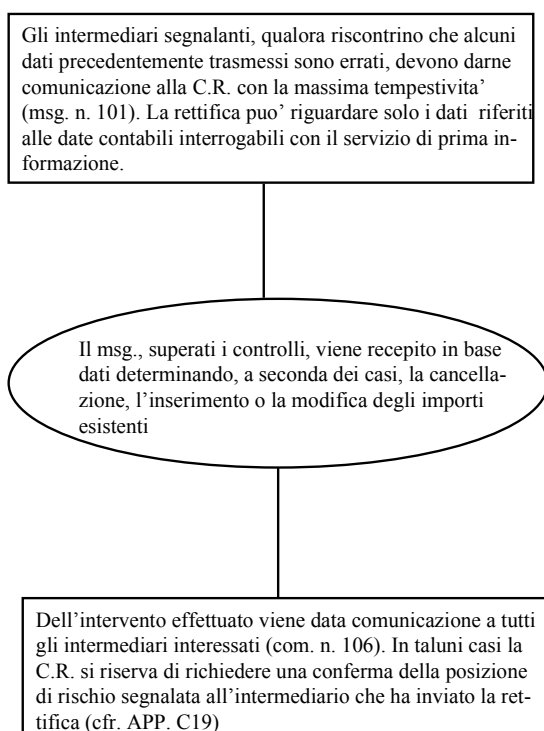 Gli intermediari segnalanti, qualora riscontrino che alcuni
dati precedentemente trasmessi sono errati, devono darne
comunicazione alla C.R. con la massima tempestivita’
(msg. n. 101). La rettifica puo’ riguardare solo i dati  riferiti
alle date contabili interrogabili con il servizio di prima in-
formazione.
Il msg., superati i controlli, viene recepito in base
dati determinando, a seconda dei casi, la cancella-
zione, l’inserimento o la modifica degli importi
esistenti
Dell’intervento effettuato viene data comunicazione a tutti
gli intermediari interessati (com. n. 106). In taluni casi la
C.R. si riserva di richiedere una conferma della posizione
di rischio segnalata all’intermediario che ha inviato la ret-
tifica (cfr. APP. C19)